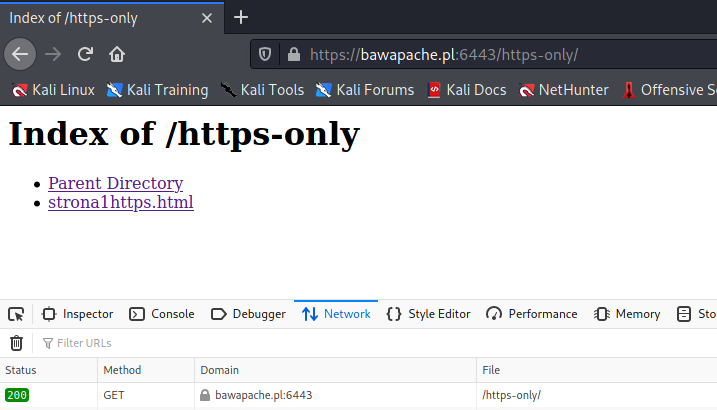 Index of /https-only
https://bawapache.pl:6443/https-only/
Kali Linux Kali Training Kali Tools Kali Forums Kali Docs NetHunter Offensive Se
Index of /https-only
Parent Directory
strona1https.html
Inspector Console Debugger Network Style Editor Performance Memory Sto
Filter URLs
Status Method Domain File
200 GET bawapache.pl:6443 /https-only/